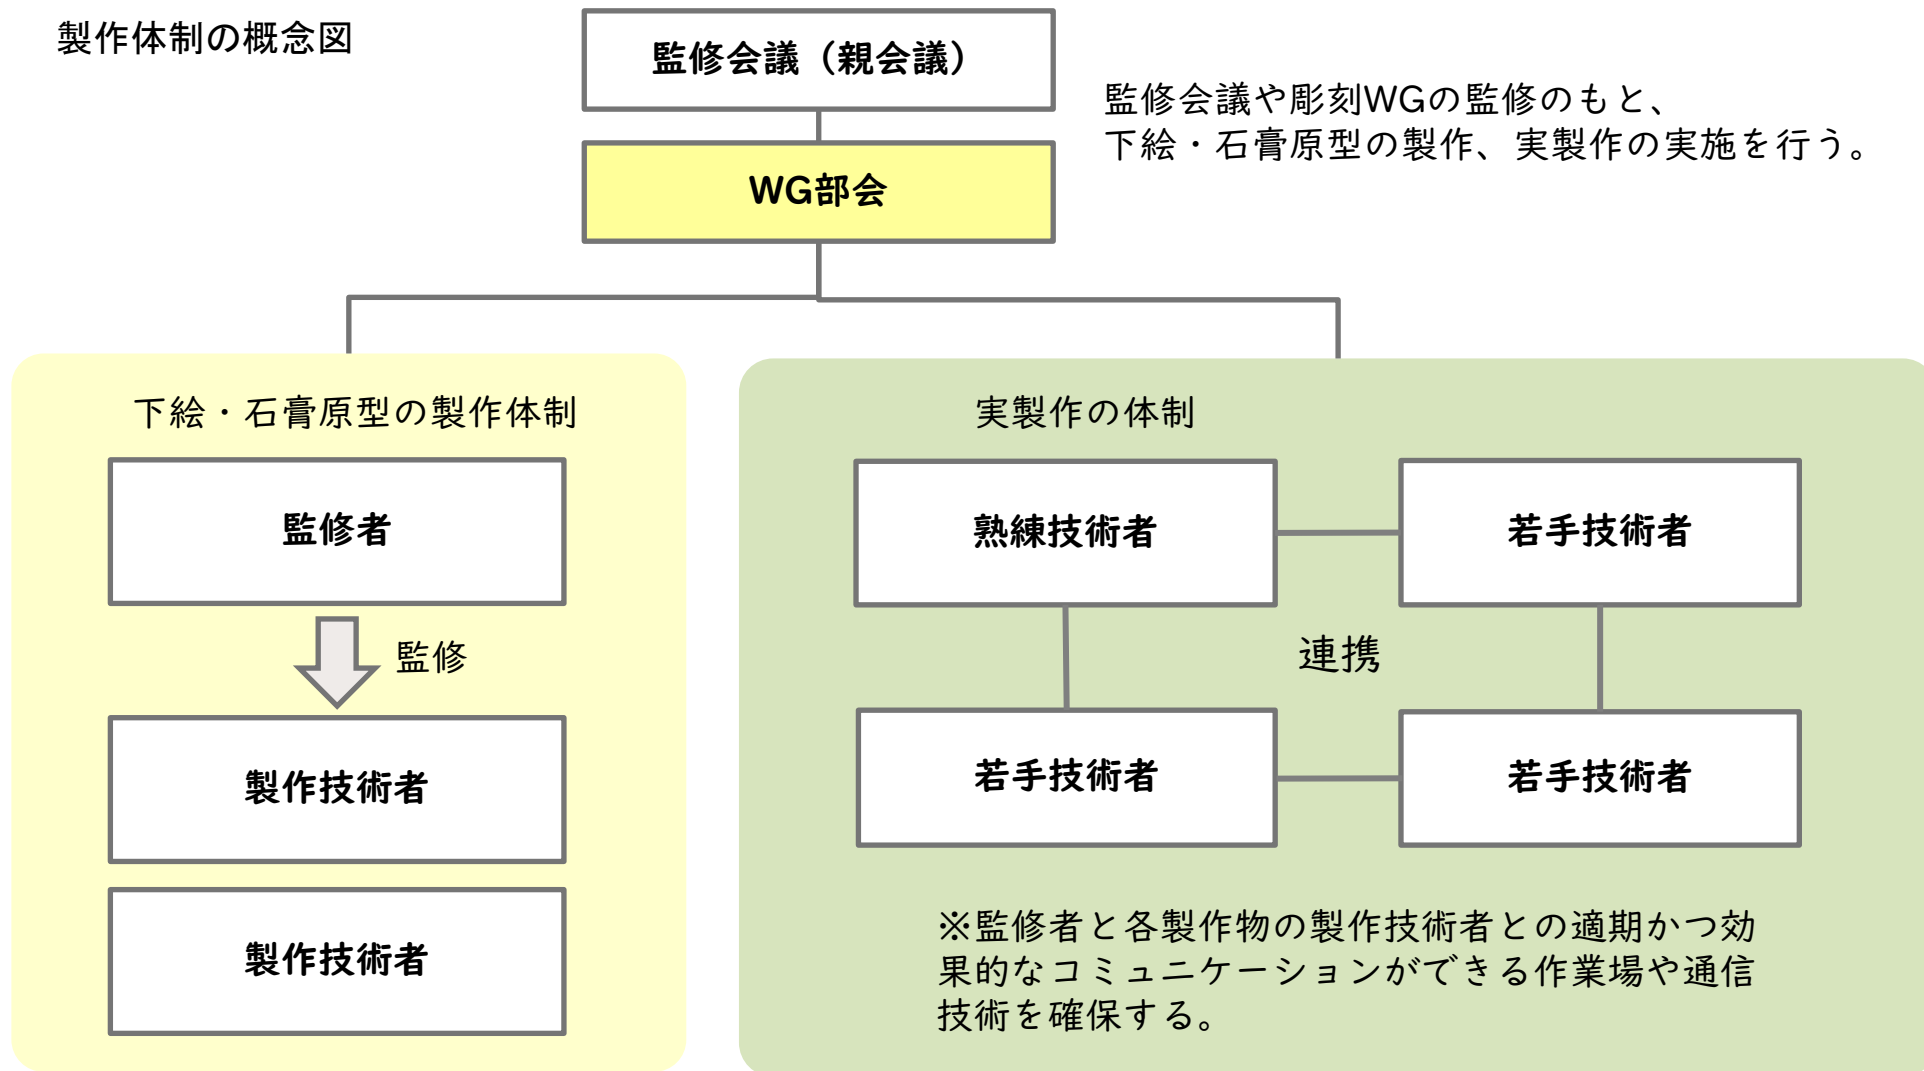 製作体制の概念図
監修会議（親会議）
監修会議や彫刻WGの監修のもと、
下絵・石膏原型の製作、実製作の実施を行う。
WG部会
下絵・石膏原型の製作体制
監修者
監修
製作技術者
製作技術者
実製作の体制
熟練技術者
若手技術者
連携
若手技術者
若手技術者
※監修者と各製作物の製作技術者との適期かつ効
果的なコミュニケーションができる作業場や通信
技術を確保する。